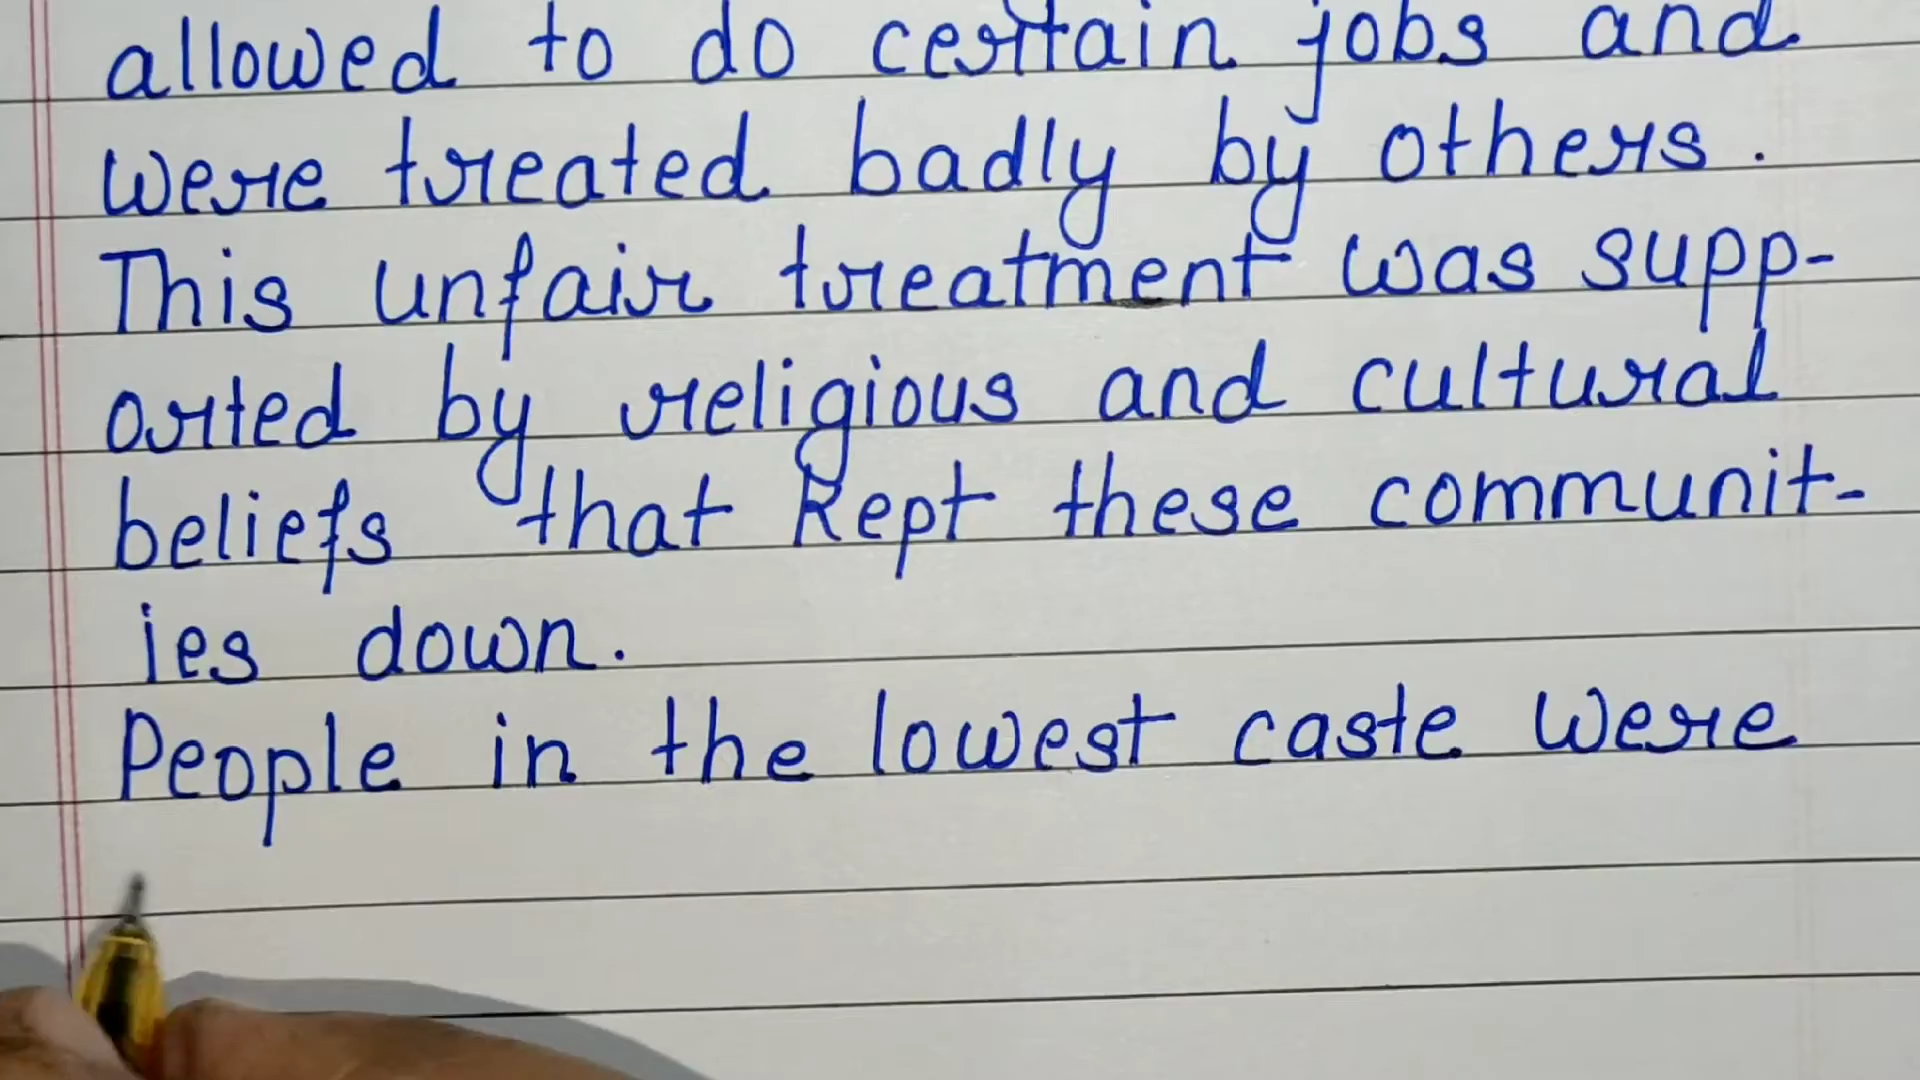 allowed to do certain jobs and
were treated badly by others.
This unfair treatment was supp-
orted by religious and cultural
beliefs that kept these communit-
ies down.
People in the lowest caste were